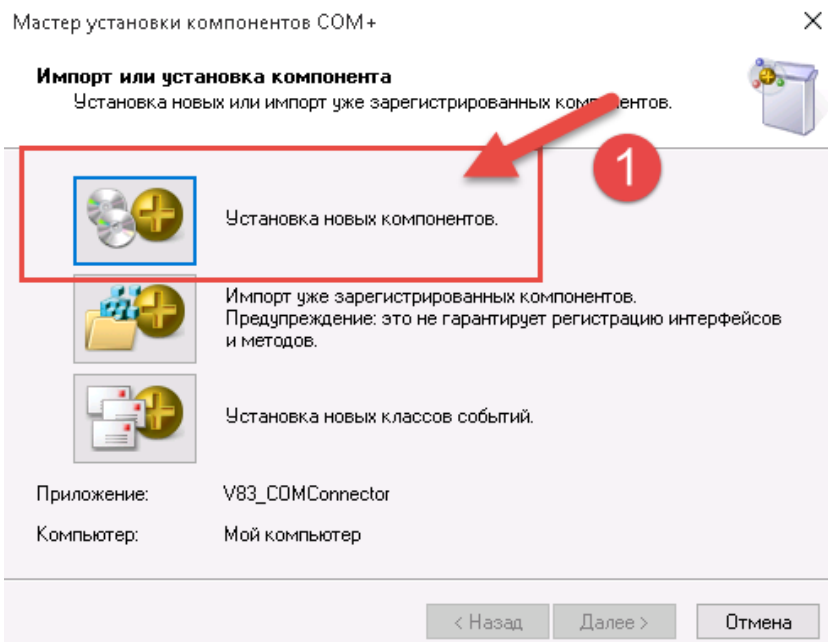 Мастер установки компонентов COM+
Импорт или установка компонента
Установка новых или импорт уже зарегистрированных компонентов.
1
Установка новых компонентов.
Импорт уже зарегистрированных компонентов.
Предупреждение: это не гарантирует регистрацию интерфейсов
и методов.
Установка новых классов событий.
Приложение: V83_COMConnector
Компьютер: Мой компьютер
< Назад Далее > Отмена